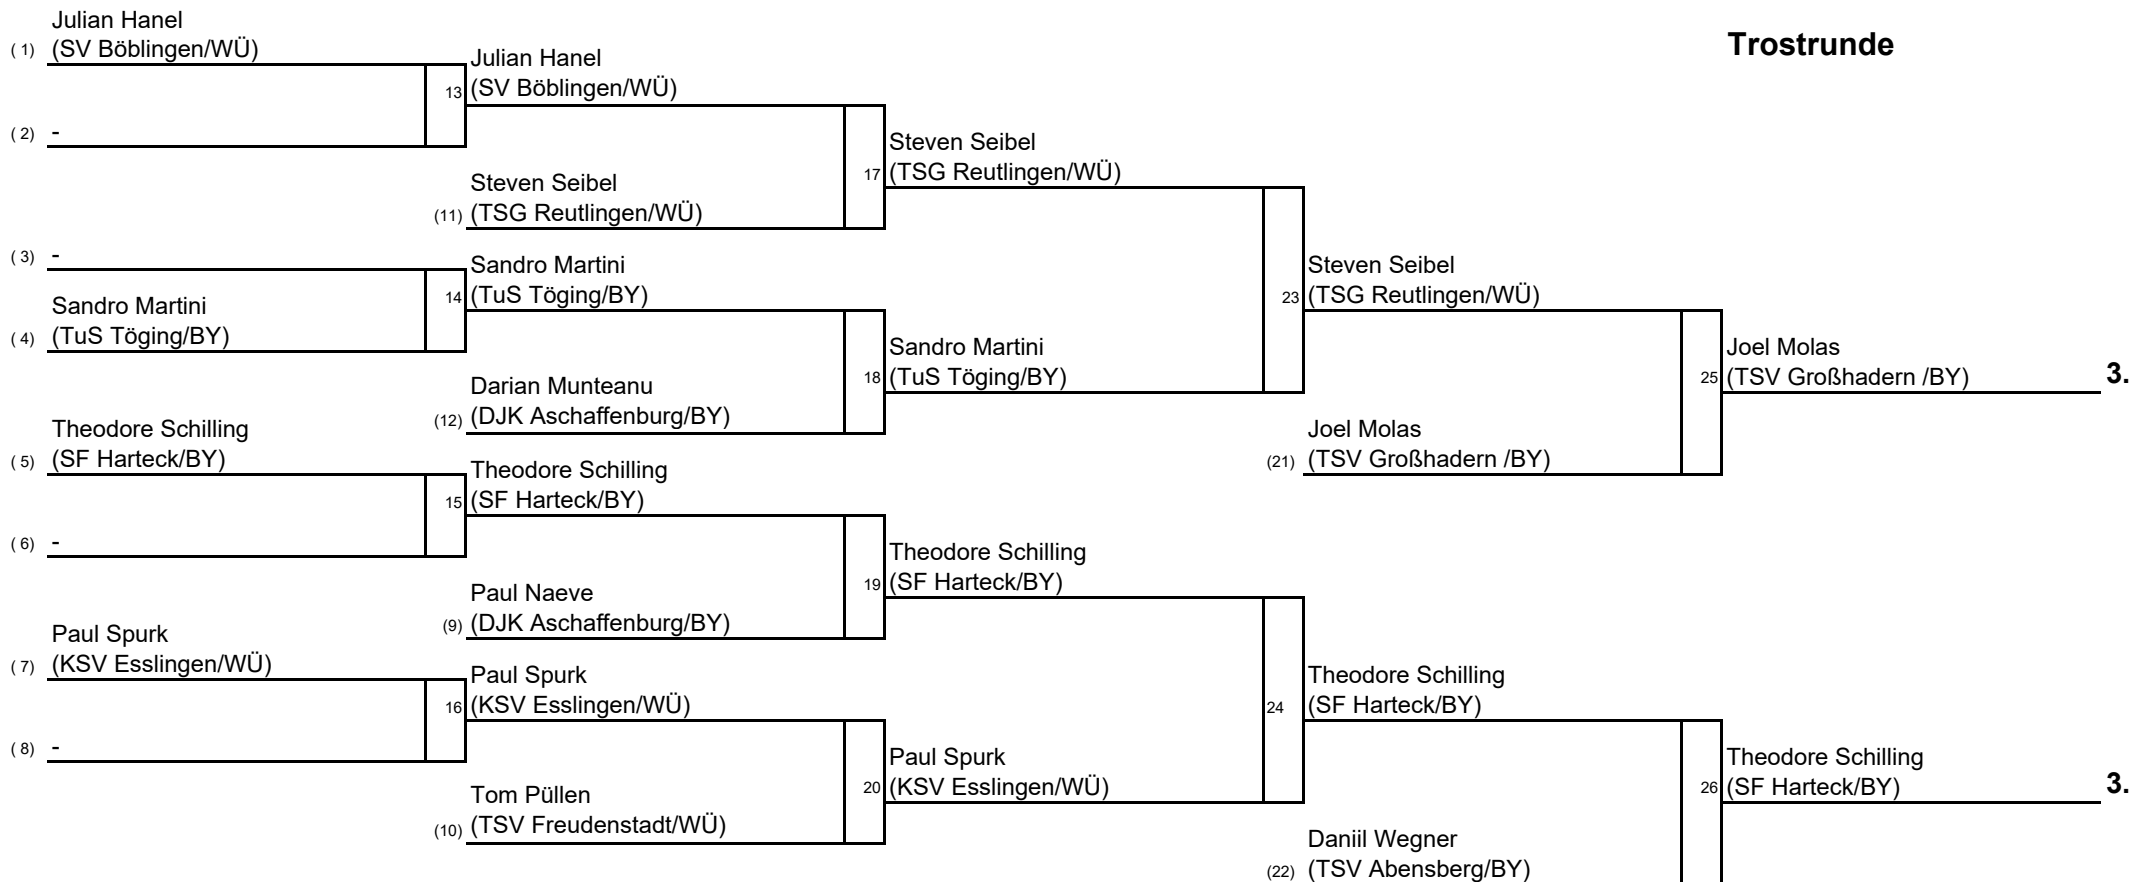 Trostrunde
Julian Hanel
( 1) (SV Böblingen/WÜ)
( 2) -
( 3) -
Sandro Martini
( 4) (TuS Töging/BY)
Theodore Schilling
( 5) (SF Harteck/BY)
( 6) -
Paul Spurk
( 7) (KSV Esslingen/WÜ)
( 8) -
Julian Hanel
13 (SV Böblingen/WÜ)
Steven Seibel
(11) (TSG Reutlingen/WÜ)
Sandro Martini
14 (TuS Töging/BY)
Darian Munteanu
(12) (DJK Aschaffenburg/BY)
Theodore Schilling
15 (SF Harteck/BY)
Paul Naeve
(9) (DJK Aschaffenburg/BY)
Paul Spurk
16 (KSV Esslingen/WÜ)
Tom Püllen
(10) (TSV Freudenstadt/WÜ)
Steven Seibel
17 (TSG Reutlingen/WÜ)
Sandro Martini
18 (TuS Töging/BY)
Theodore Schilling
19 (SF Harteck/BY)
Paul Spurk
20 (KSV Esslingen/WÜ)
Steven Seibel
23 (TSG Reutlingen/WÜ)
Joel Molas
(21) (TSV Großhadern /BY)
Theodore Schilling
24 (SF Harteck/BY)
Daniil Wegner
(22) (TSV Abensberg/BY)
Joel Molas
25 (TSV Großhadern /BY) 3.
Theodore Schilling
26 (SF Harteck/BY) 3.